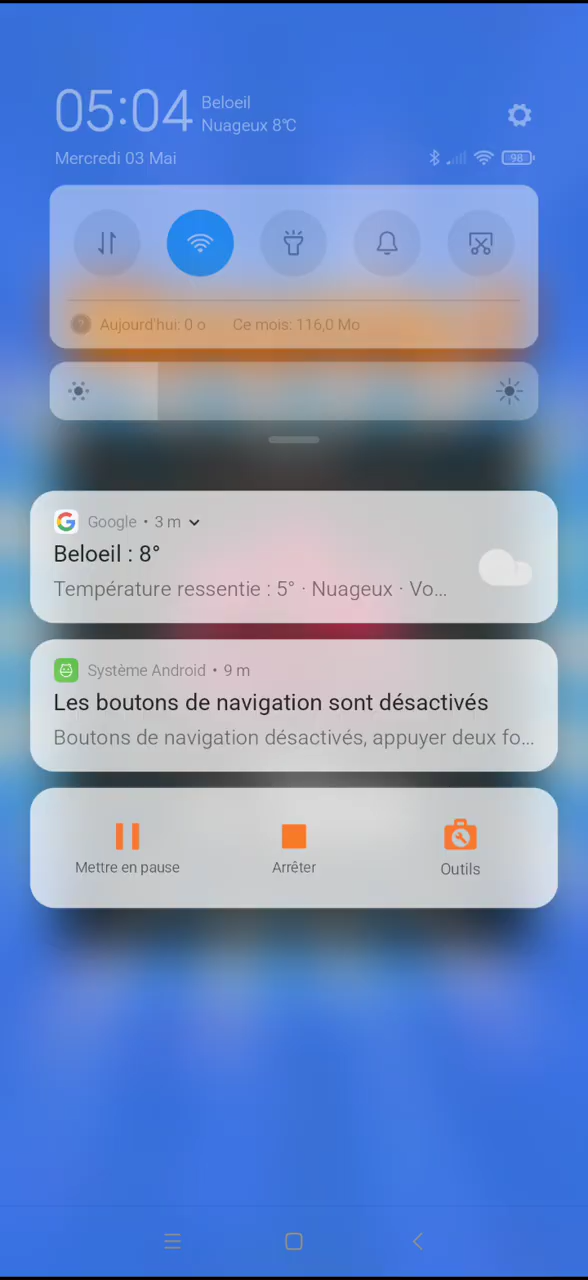 05:04
Beloeil
Nuageux 8°C
Mercredi 03 Mai
98
Aujourd'hui: 0 o Ce mois: 116,0 Mo
Google • 3 m
Beloeil : 8°
Température ressentie : 5° · Nuageux · Vo...
Système Android • 9 m
Les boutons de navigation sont désactivés
Boutons de navigation désactivés, appuyer deux fo...
Mettre en pause Arrêter Outils